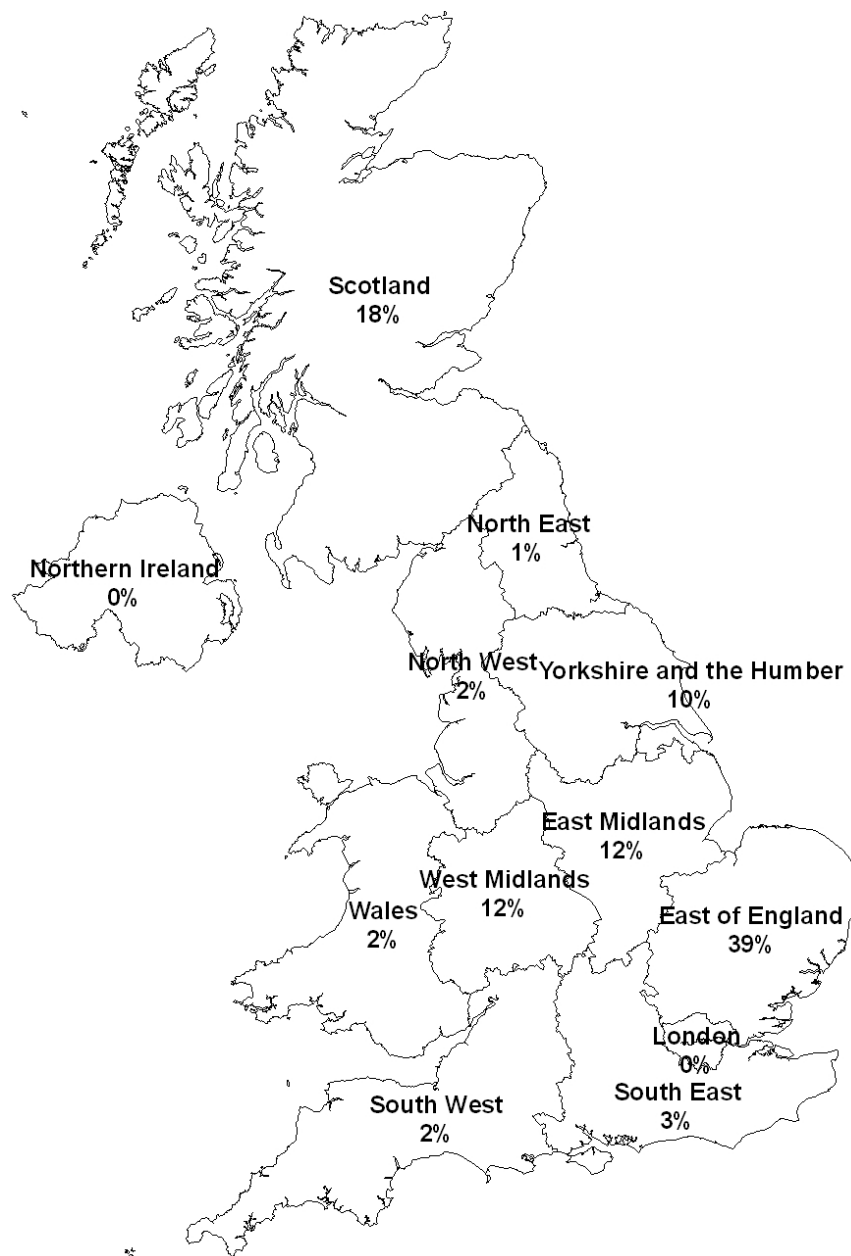 Scotland
18%
North East
1%
Northern Ireland
0%
North West
2%
Yorkshire and the Humber
10%
East Midlands
12%
West Midlands
12%
Wales
2%
East of England
39%
London
0%
South East
3%
South West
2%